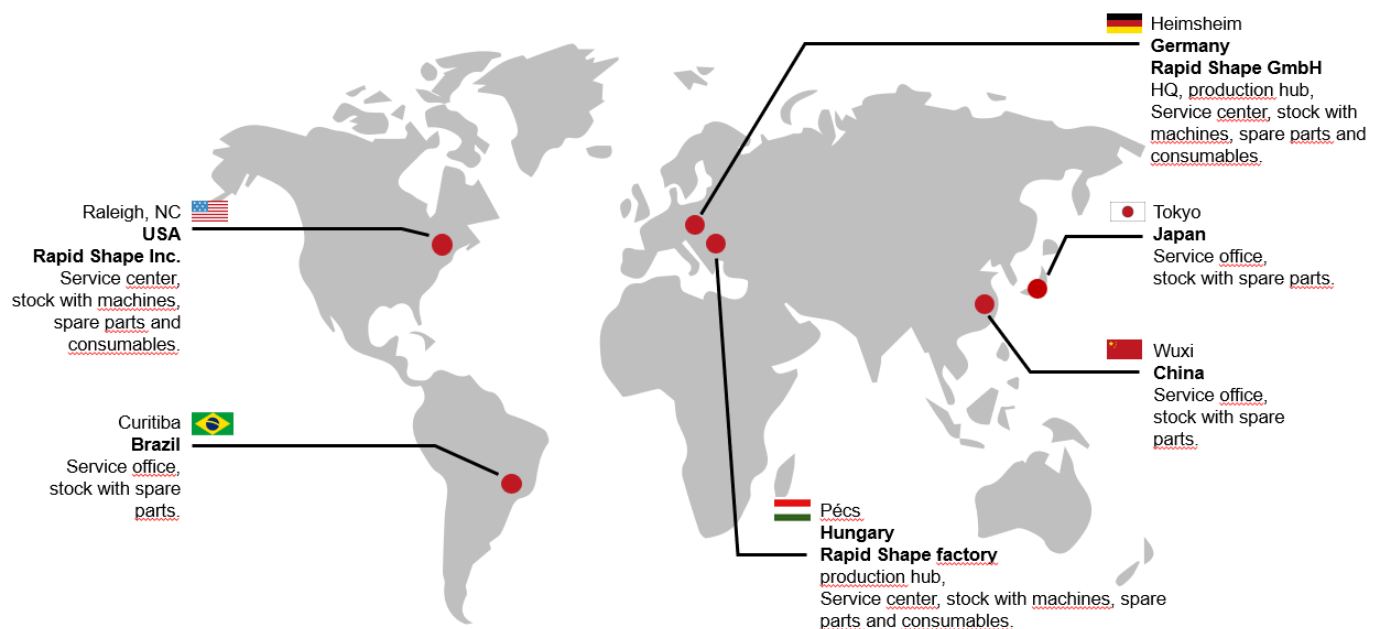 Heimsheim
Germany
Rapid Shape GmbH
HQ, production hub,
Service center, stock with
machines, spare parts and
consumables.
Raleigh, NC
USA
Rapid Shape Inc.
Service center,
stock with machines,
spare parts and
consumables.
Tokyo
Japan
Service office,
stock with spare parts.
Wuxi
China
Service office,
stock with spare
parts.
Curitiba
Brazil
Service office,
stock with spare
parts.
Pécs
Hungary
Rapid Shape factory
production hub,
Service center, stock with machines, spare
parts and consumables.